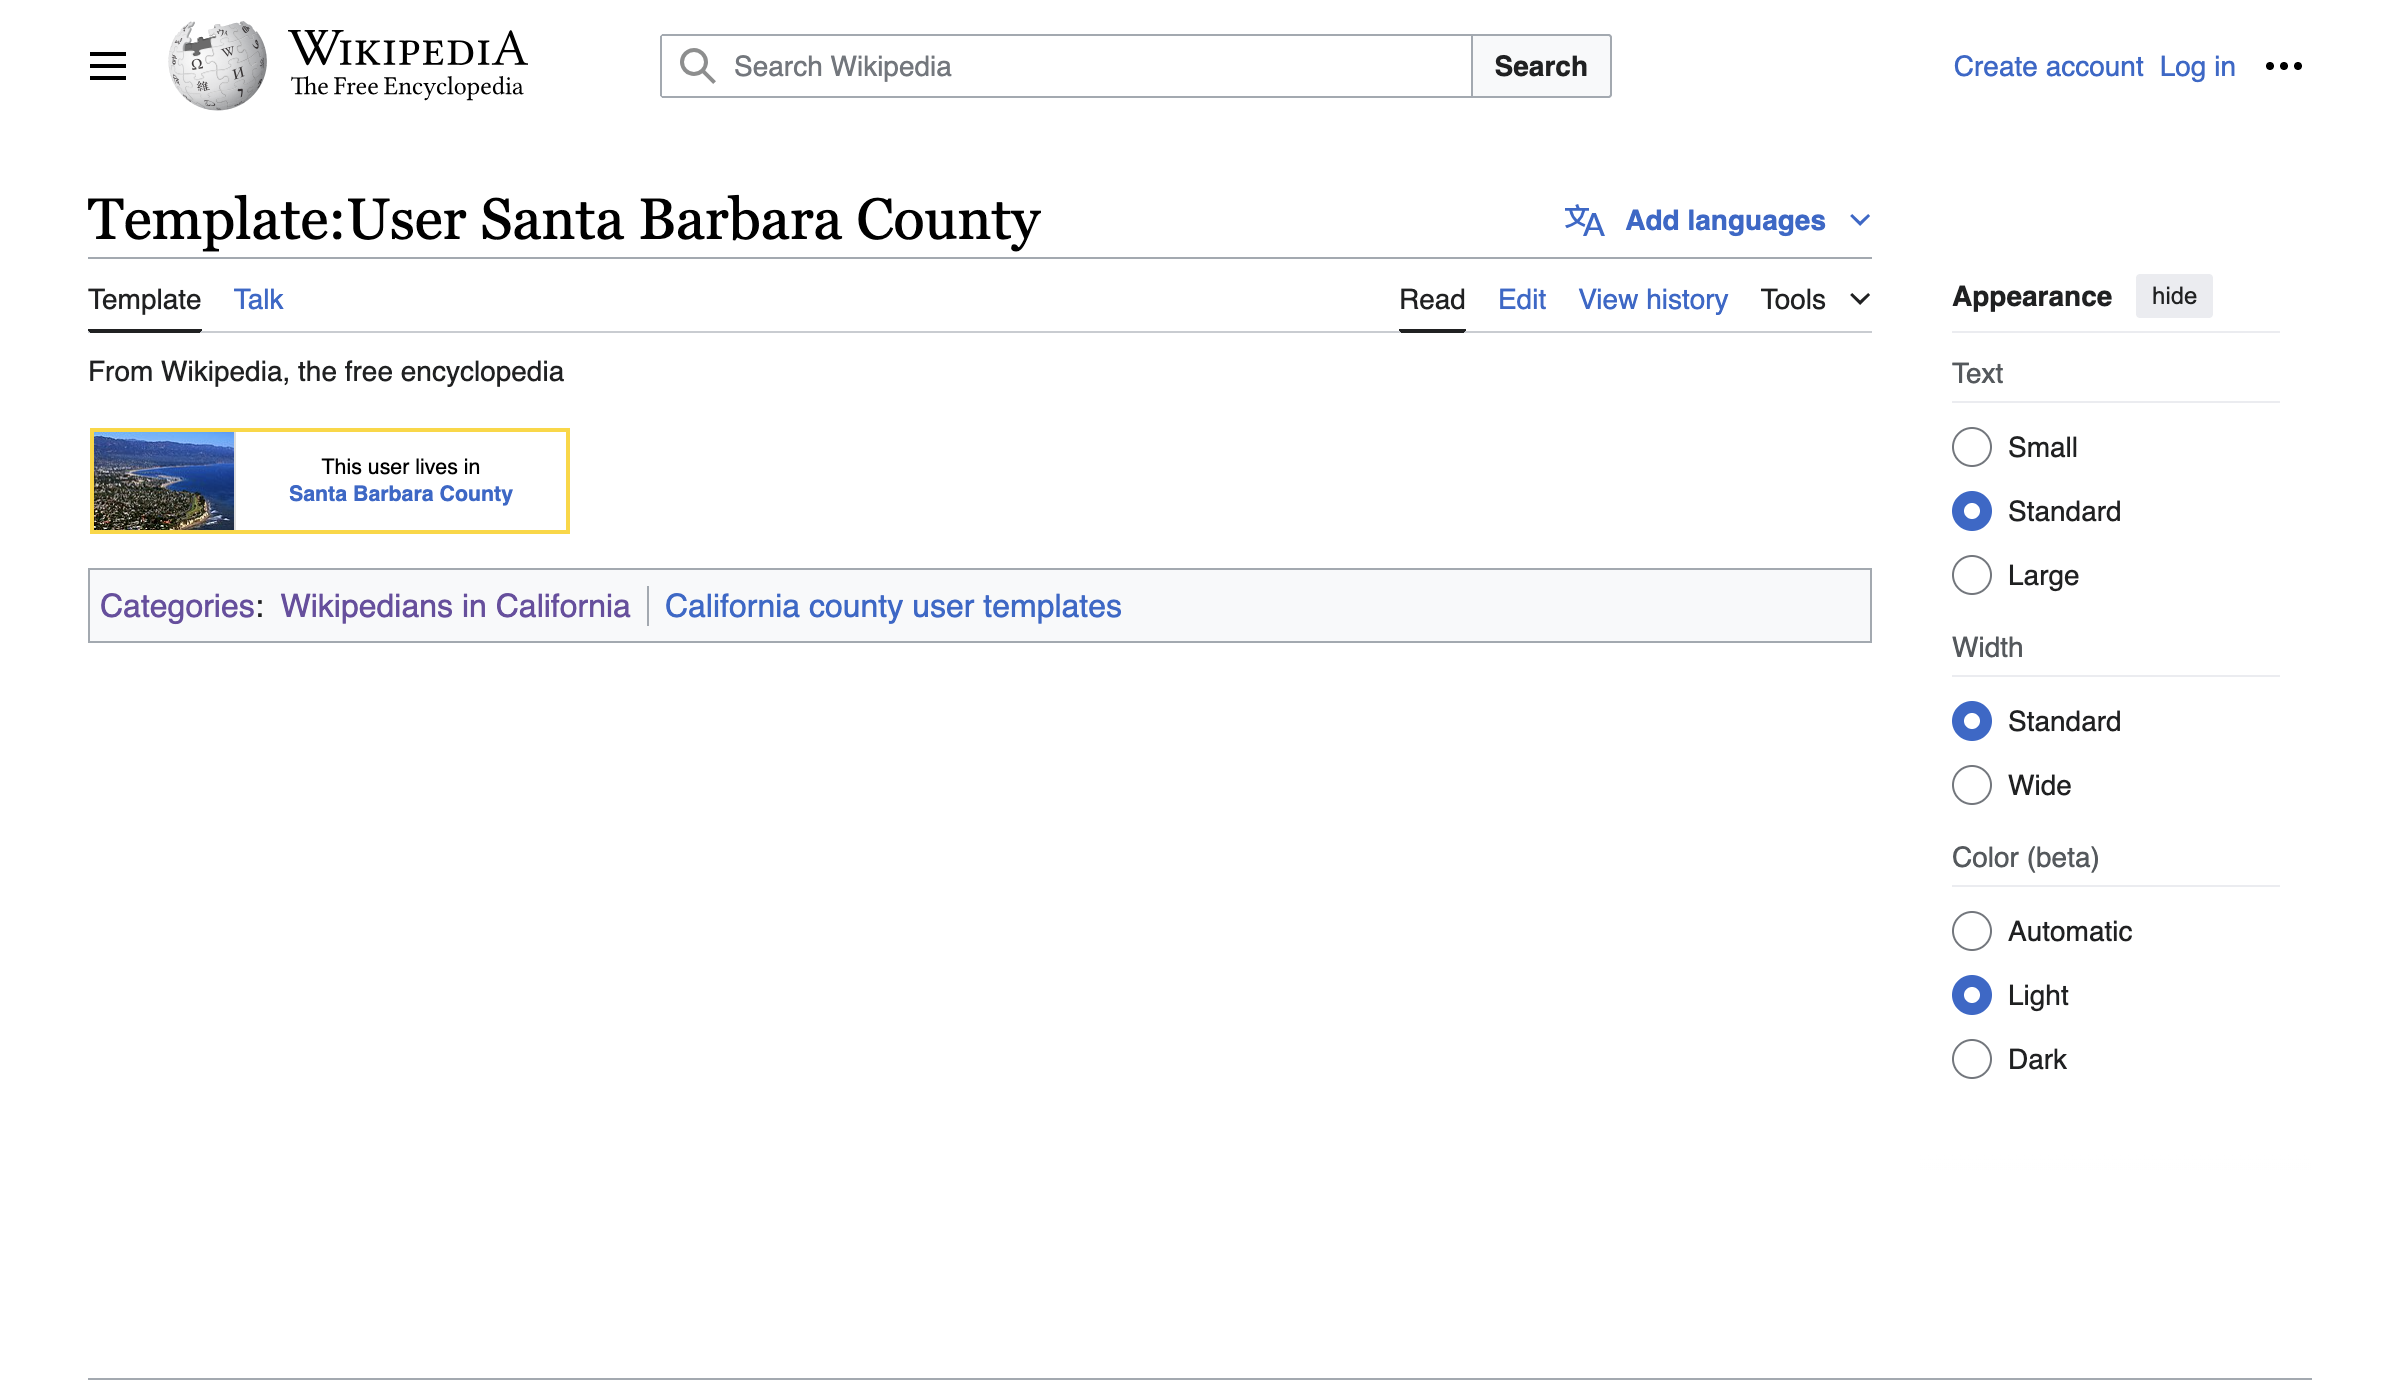 WIKIPEDIA
The Free Encyclopedia
Search Wikipedia
Search
Create account Log in
Template:User Santa Barbara County
Add languages
Template Talk
Read Edit View history Tools
From Wikipedia, the free encyclopedia
This user lives in
Santa Barbara County
Categories: Wikipedians in California | California county user templates
Appearance hide
Text
Small
Standard
Large
Width
Standard
Wide
Color (beta)
Automatic
Light
Dark